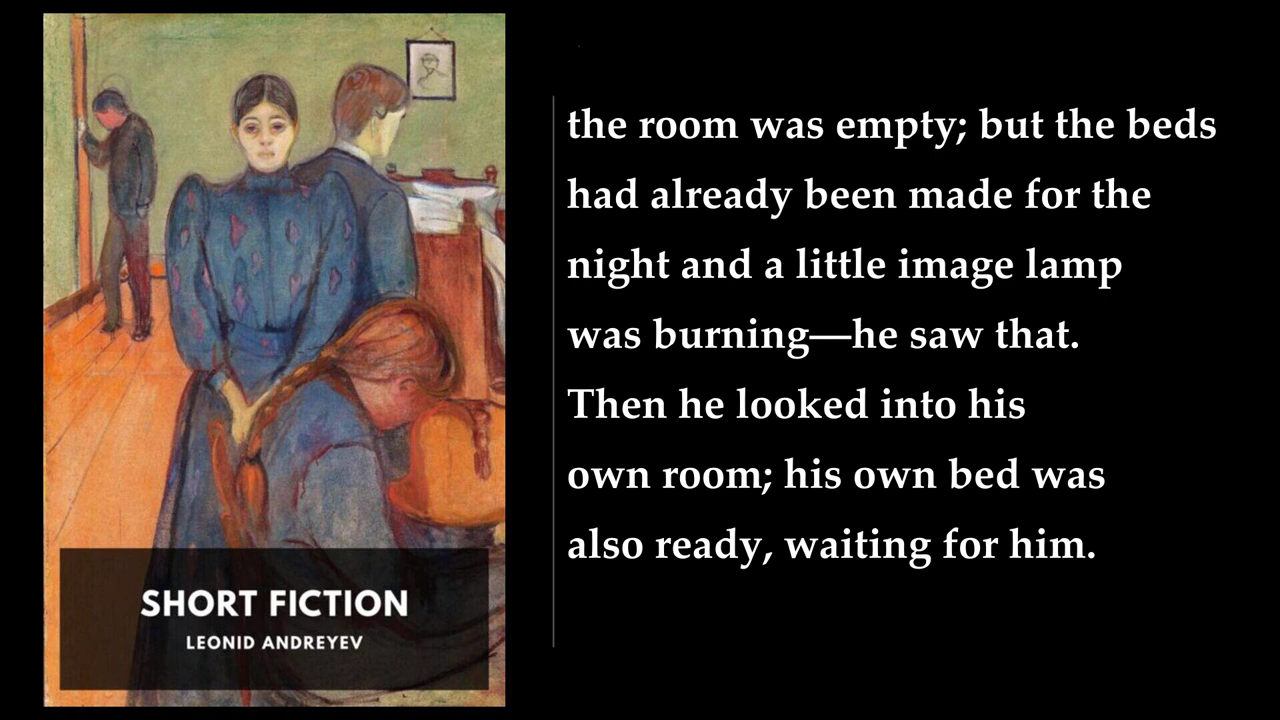 SHORT FICTION
LEONID ANDREYEV
the room was empty; but the beds
had already been made for the
night and a little image lamp
was burning—he saw that.
Then he looked into his
own room; his own bed was
also ready, waiting for him.